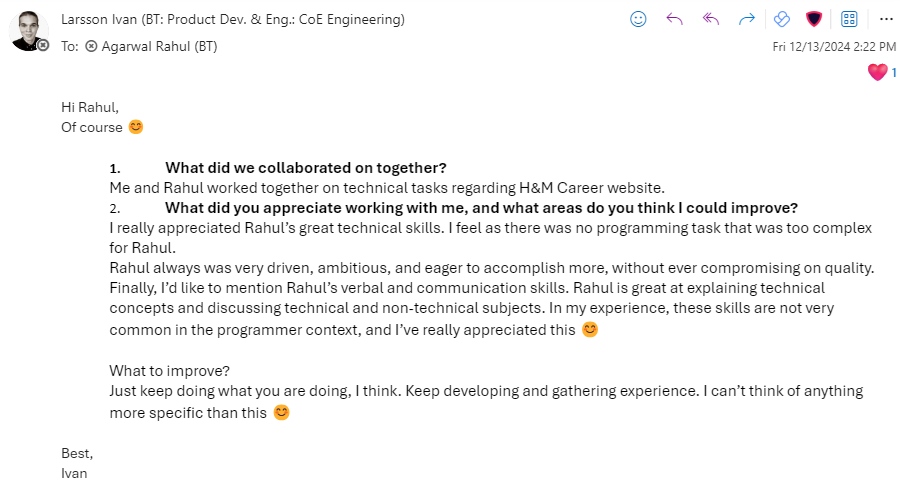 Larsson Ivan (BT: Product Dev. & Eng.: CoE Engineering)
To: Agarwal Rahul (BT)
Fri 12/13/2024 2:22 PM
1
Hi Rahul,
Of course 😊
1. What did we collaborated on together?
Me and Rahul worked together on technical tasks regarding H&M Career website.
2. What did you appreciate working with me, and what areas do you think I could improve?
I really appreciated Rahul’s great technical skills. I feel as there was no programming task that was too complex
for Rahul.
Rahul always was very driven, ambitious, and eager to accomplish more, without ever compromising on quality.
Finally, I’d like to mention Rahul’s verbal and communication skills. Rahul is great at explaining technical
concepts and discussing technical and non-technical subjects. In my experience, these skills are not very
common in the programmer context, and I’ve really appreciated this 😊
What to improve?
Just keep doing what you are doing, I think. Keep developing and gathering experience. I can’t think of anything
more specific than this 😊
Best,
Ivan